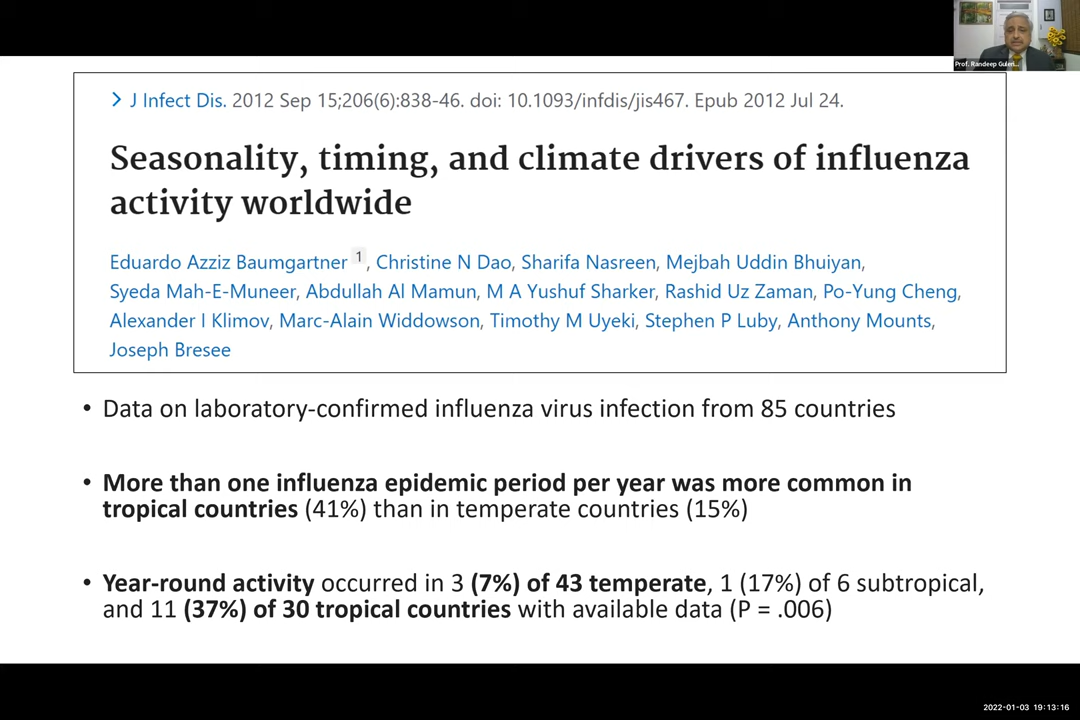 Prof. Randeep Guleri...
> J Infect Dis. 2012 Sep 15;206(6):838-46. doi: 10.1093/infdis/jis467. Epub 2012 Jul 24.
Seasonality, timing, and climate drivers of influenza
activity worldwide
Eduardo Azziz Baumgartner 1, Christine N Dao, Sharifa Nasreen, Mejbah Uddin Bhuiyan,
Syeda Mah-E-Muneer, Abdullah Al Mamun, M A Yushuf Sharker, Rashid Uz Zaman, Po-Yung Cheng,
Alexander I Klimov, Marc-Alain Widdowson, Timothy M Uyeki, Stephen P Luby, Anthony Mounts,
Joseph Bresee
• Data on laboratory-confirmed influenza virus infection from 85 countries
• More than one influenza epidemic period per year was more common in
tropical countries (41%) than in temperate countries (15%)
• Year-round activity occurred in 3 (7%) of 43 temperate, 1 (17%) of 6 subtropical,
and 11 (37%) of 30 tropical countries with available data (P = .006)
2022-01-03 19:13:16